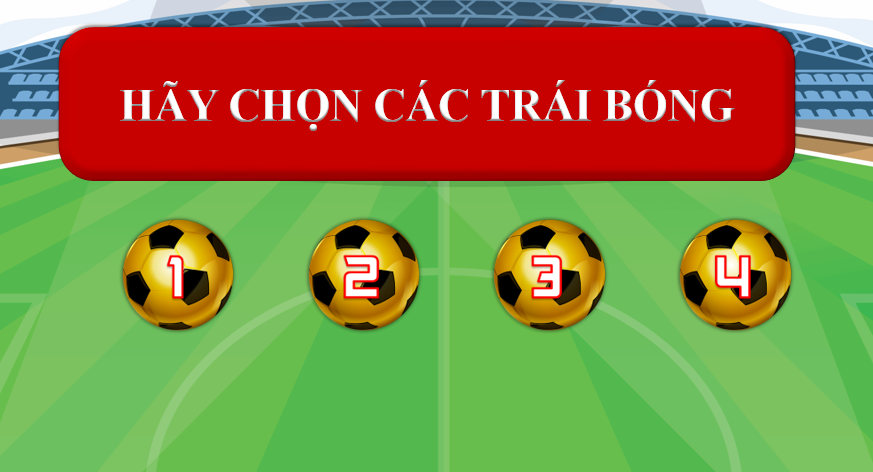 HÃY CHỌN CÁC TRÁI BÓNG
1 2 3 4